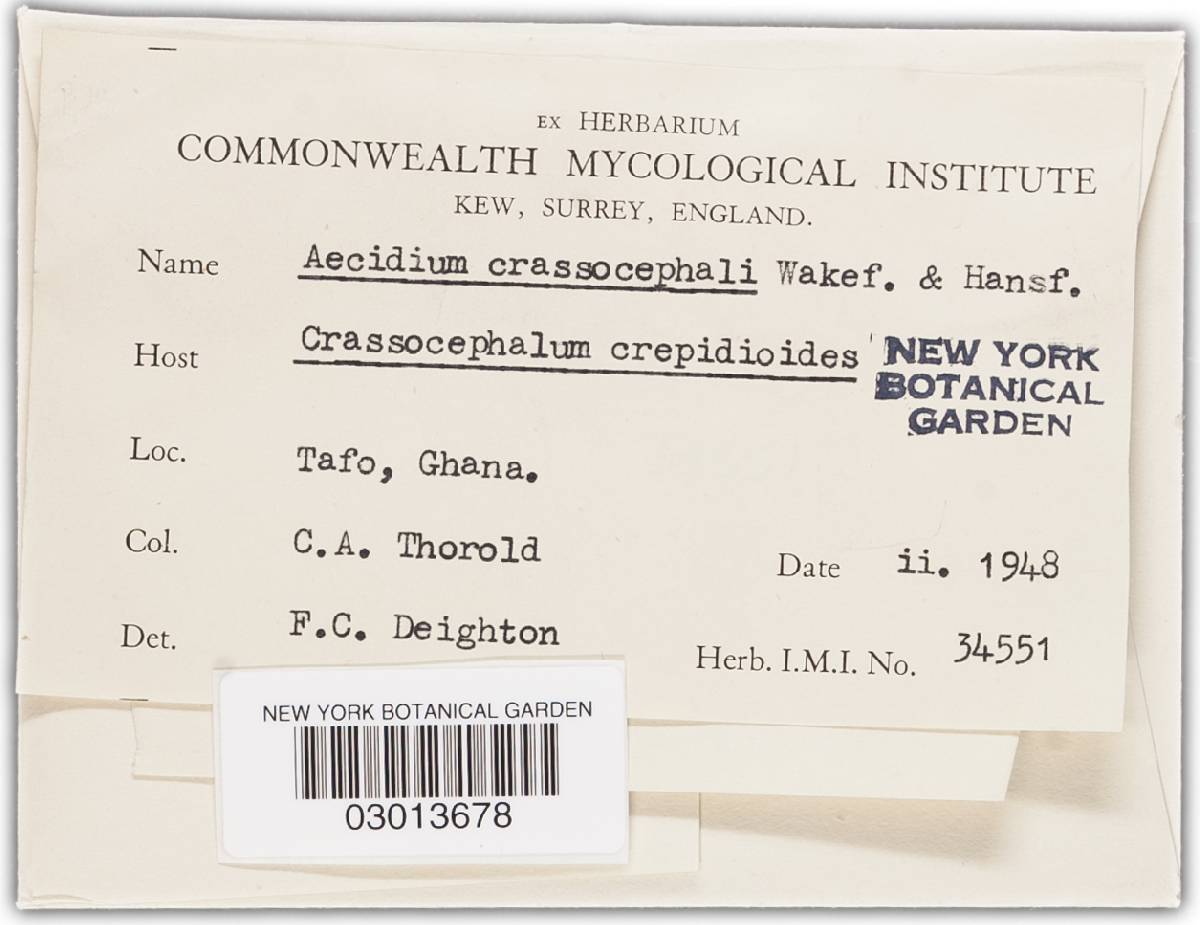 EX HERBARIUM
COMMONWEALTH MYCOLOGICAL INSTITUTE
KEW, SURREY, ENGLAND.
Name Aecidium crassocephali Wakef. & Hansf.
Host Crassocephalum crepidioides
NEW YORK
BOTANICAL
GARDEN
Loc. Tafo, Ghana.
Col. C.A. Thorold Date ii. 1948
Det. F.C. Deighton Herb. I.M.I. No. 34551
NEW YORK BOTANICAL GARDEN
03013678